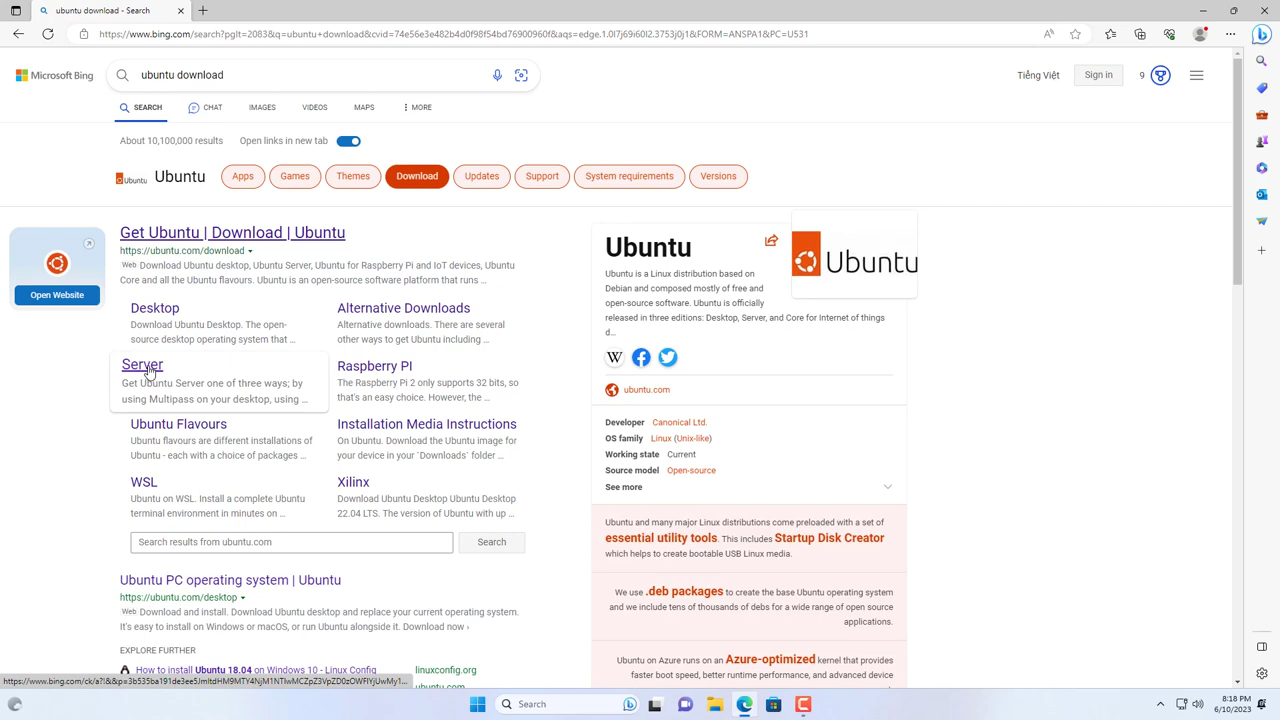 ubuntu download - Search
https://www.bing.com/search?pglt=2083&q=ubuntu+download&cvid=74e56e3e482b4d0f98f54bd76900960f&aqs=edge.0.0l7j69i60l2.3753j0j1&FORM=ANSPA1&PC=U531
Microsoft Bing
ubuntu download
Tiếng Việt
Sign in
9
SEARCH
CHAT
IMAGES
VIDEOS
MAPS
MORE
About 10,100,000 results
Open links in new tab
Ubuntu
Ubuntu
Apps
Games
Themes
Download
Updates
Support
System requirements
Versions
Open Website
Get Ubuntu | Download | Ubuntu
https://ubuntu.com/download
Web Download Ubuntu desktop, Ubuntu Server, Ubuntu for Raspberry Pi and IoT devices, Ubuntu
Core and all the Ubuntu flavours. Ubuntu is an open-source software platform that runs ...
Desktop
Download Ubuntu Desktop. The open-
source desktop operating system that ...
Alternative Downloads
Alternative downloads. There are several
other ways to get Ubuntu including ...
Server
Get Ubuntu Server one of three ways; by
using Multipass on your desktop, using ...
Raspberry PI
The Raspberry Pi 2 only supports 32 bits, so
that's an easy choice. However, the ...
Ubuntu Flavours
Ubuntu flavours are different installations of
Ubuntu - each with a choice of packages ...
Installation Media Instructions
On Ubuntu. Download the Ubuntu image for
your device in your `Downloads` folder ...
WSL
Ubuntu on WSL. Install a complete Ubuntu
terminal environment in minutes on ...
Xilinx
Download Ubuntu Desktop Ubuntu Desktop
22.04 LTS. The version of Ubuntu with up ...
Search results from ubuntu.com
Search
Ubuntu PC operating system | Ubuntu
https://ubuntu.com/desktop
Web Download and install. Download Ubuntu desktop and replace your current operating system.
It's easy to install on Windows or macOS, or run Ubuntu alongside it. Download now ›
EXPLORE FURTHER
How to install Ubuntu 18.04 on Windows 10 - Linux Config
linuxconfig.org
ubuntu.com
Ubuntu
Ubuntu is a Linux distribution based on
Debian and composed mostly of free and
open-source software. Ubuntu is officially
released in three editions: Desktop, Server, and Core for Internet of things
d...
Ubuntu
W
ubuntu.com
Developer Canonical Ltd.
OS family Linux (Unix-like)
Working state Current
Source model Open-source
See more
Ubuntu and many major Linux distributions come preloaded with a set of
essential utility tools. This includes Startup Disk Creator
which helps to create bootable USB Linux media.
We use .deb packages to create the base Ubuntu operating system
and we include tens of thousands of debs for a wide range of open source
applications.
Ubuntu on Azure runs on an Azure-optimized kernel that provides
faster boot speed, better runtime performance, and advanced device
Search
8:18 PM
6/10/2023